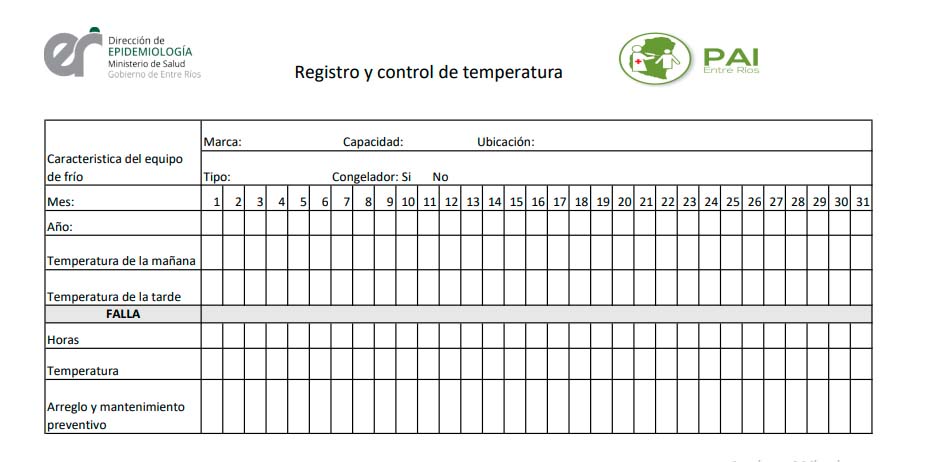 Dirección de
EPIDEMIOLOGÍA
Ministerio de Salud
Gobierno de Entre Ríos
Registro y control de temperatura
PAI
Entre Ríos
Caracteristica del equipo
de frío
Marca: Capacidad: Ubicación:
Tipo: Congelador: Si No
Mes: 1 2 3 4 5 6 7 8 9 10 11 12 13 14 15 16 17 18 19 20 21 22 23 24 25 26 27 28 29 30 31
Año:
Temperatura de la mañana
Temperatura de la tarde
FALLA
Horas
Temperatura
Arreglo y mantenimiento
preventivo